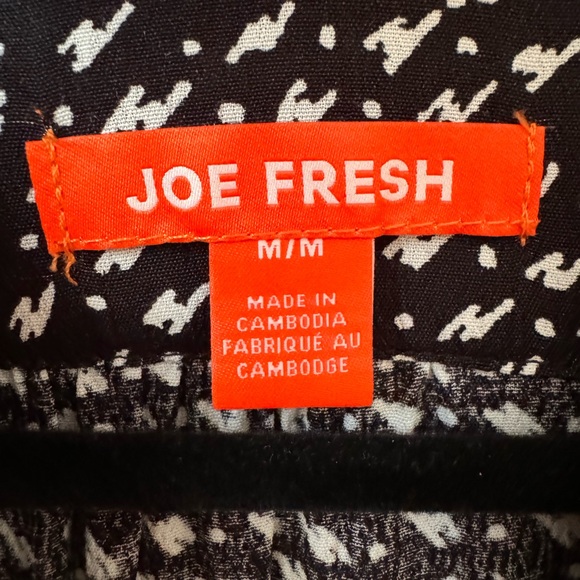 JOE FRESH
M/M
MADE IN
CAMBODIA
FABRIQUÉ AU
CAMBODGE